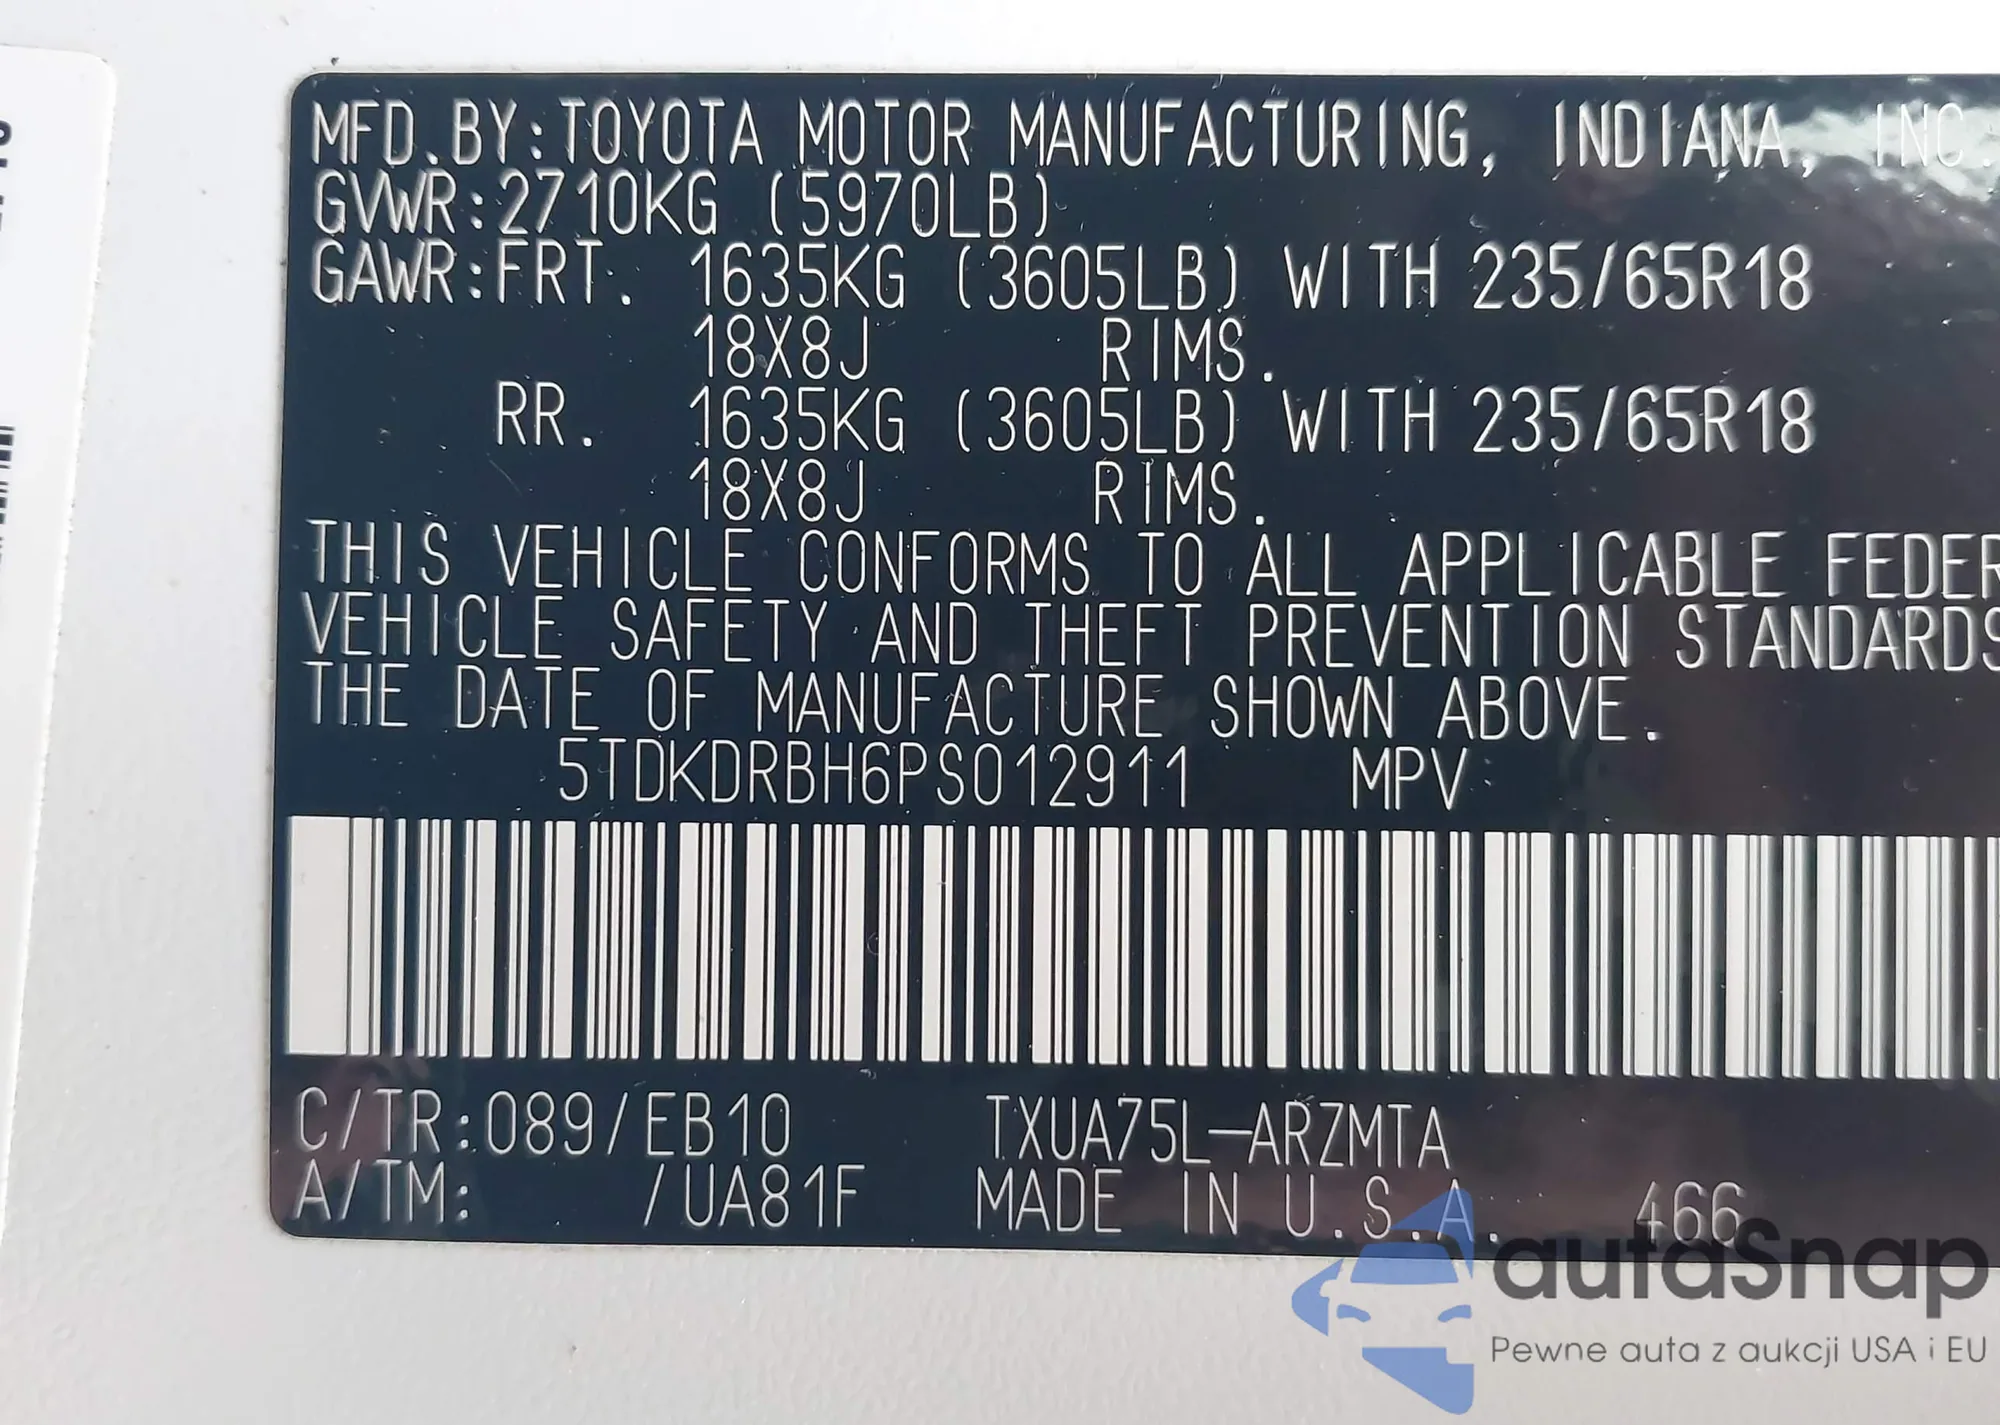 MFD.BY:TOYOTA MOTOR MANUFACTURING, INDIANA, INC.
GVWR:2710KG (5970LB)
GAWR:FRT. 1635KG (3605LB) WITH 235/65R18
18X8J RIMS.
RR. 1635KG (3605LB) WITH 235/65R18
18X8J RIMS.
THIS VEHICLE CONFORMS TO ALL APPLICABLE FEDER
VEHICLE SAFETY AND THEFT PREVENTION STANDARDS
THE DATE OF MANUFACTURE SHOWN ABOVE.
5TDKDRBH6PS012911 MPV
C/TR:089/EB10 TXUA75L-ARZMTA
A/TM: /UA81F MADE IN U.S.A. 466
autaSnap
Pewne auta z aukcji USA i EU